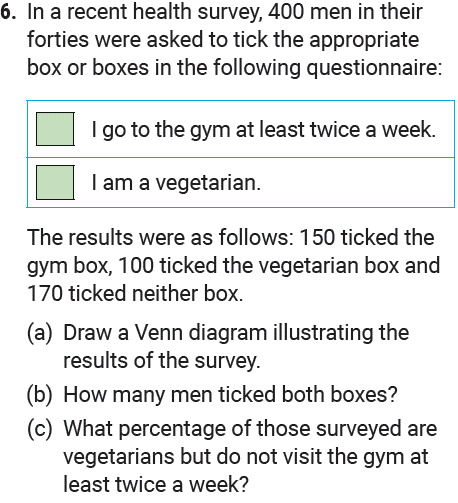 6. In a recent health survey, 400 men in their
forties were asked to tick the appropriate
box or boxes in the following questionnaire:
I go to the gym at least twice a week.
I am a vegetarian.
The results were as follows: 150 ticked the
gym box, 100 ticked the vegetarian box and
170 ticked neither box.
(a) Draw a Venn diagram illustrating the
results of the survey.
(b) How many men ticked both boxes?
(c) What percentage of those surveyed are
vegetarians but do not visit the gym at
least twice a week?